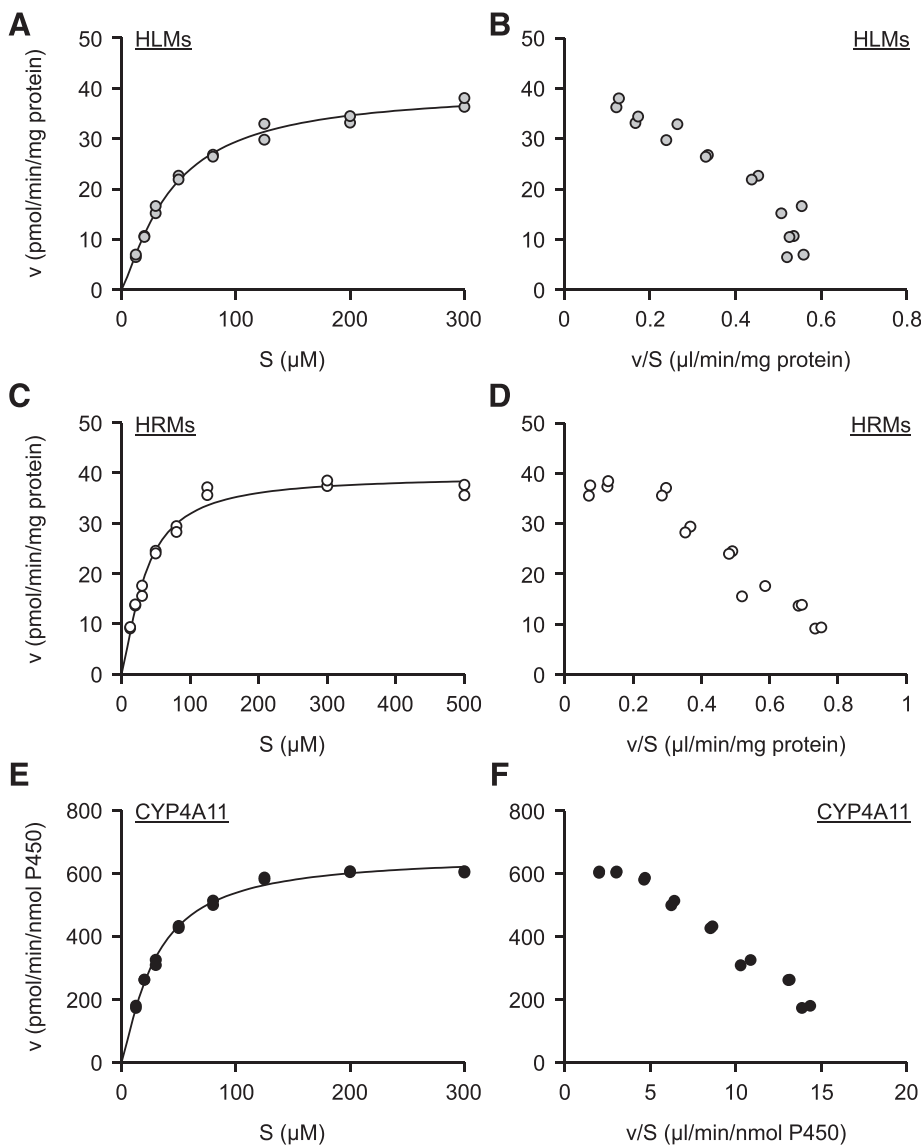 A
HLMs
v (pmol/min/mg protein)
50
40
30
20
10
0
0 100 200 300
S (µM)
B
HLMs
50
40
30
20
10
0
0 0.2 0.4 0.6 0.8
v/S (µl/min/mg protein)
C
HRMs
v (pmol/min/mg protein)
50
40
30
20
10
0
0 100 200 300 400 500
S (µM)
D
HRMs
50
40
30
20
10
0
0 0.2 0.4 0.6 0.8 1
v/S (µl/min/mg protein)
E
CYP4A11
v (pmol/min/nmol P450)
800
600
400
200
0
0 100 200 300
S (µM)
F
CYP4A11
800
600
400
200
0
0 5 10 15 20
v/S (µl/min/nmol P450)